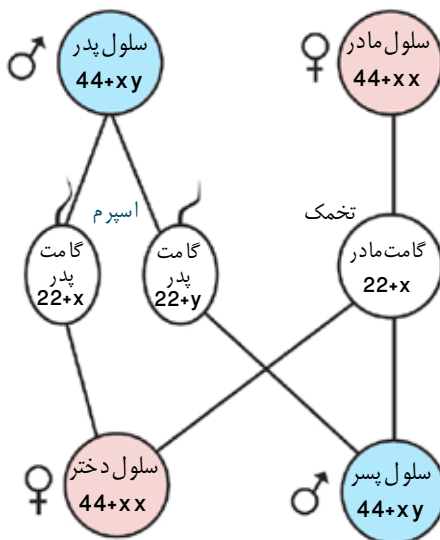 سلول پدر
44+xy
سلول مادر
44+xx
اسپرم
تخمک
گامت
پدر
22+x
گامت
پدر
22+y
گامت مادر
22+x
سلول دختر
44+xx
سلول پسر
44+xy